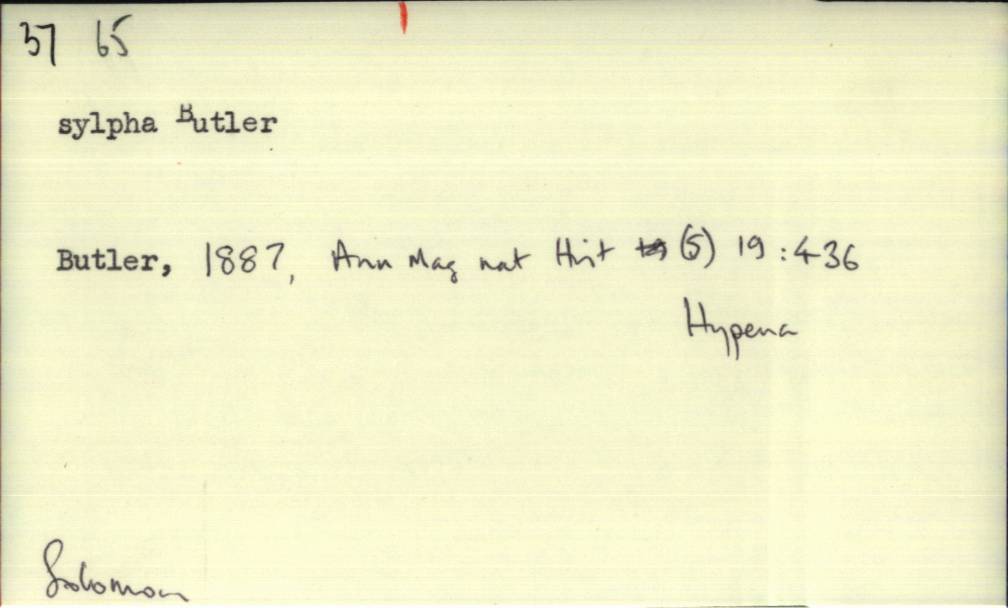 37 65
sylpha Butler
Butler, 1887, Ann Mag nat Hist (5) 19:436
Hypena
Solomon